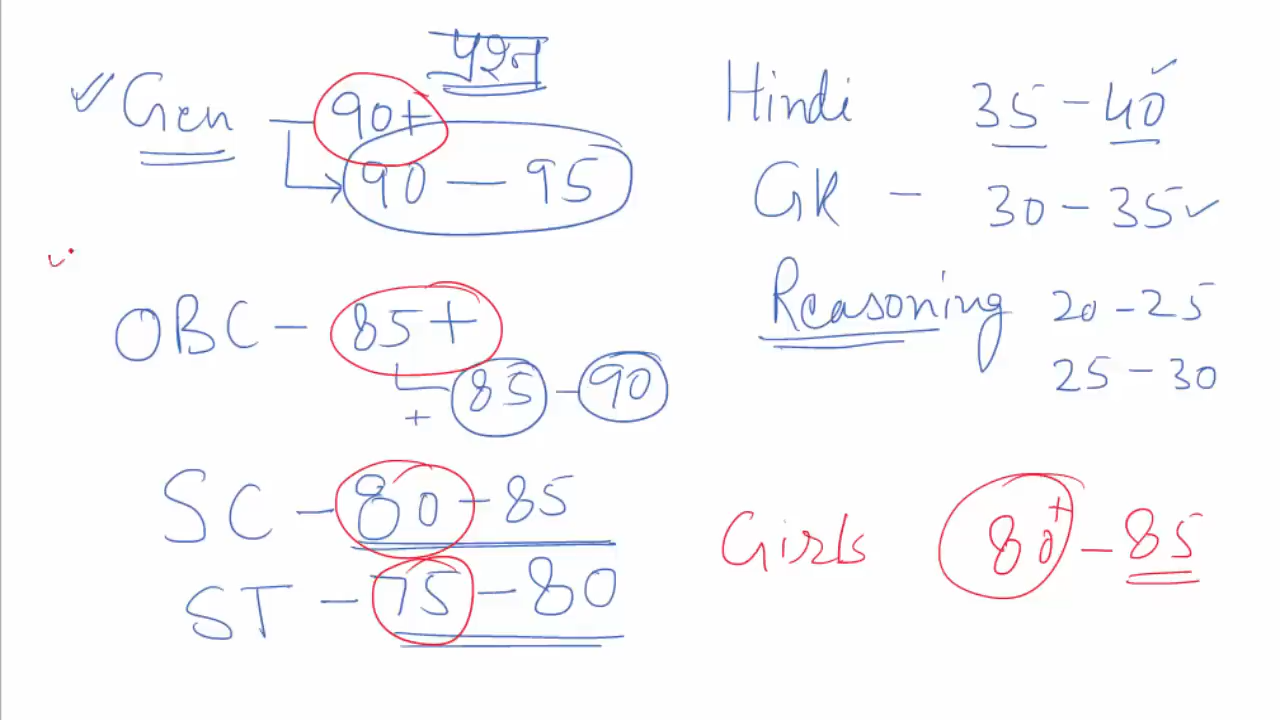 प्रश्न
Gen - 90+
90 - 95
OBC - 85+
+ 85 - 90
SC - 80 - 85
ST - 75 - 80
Hindi 35 - 40
GK - 30 - 35
Reasoning 20 - 25
25 - 30
Girls 80+ - 85